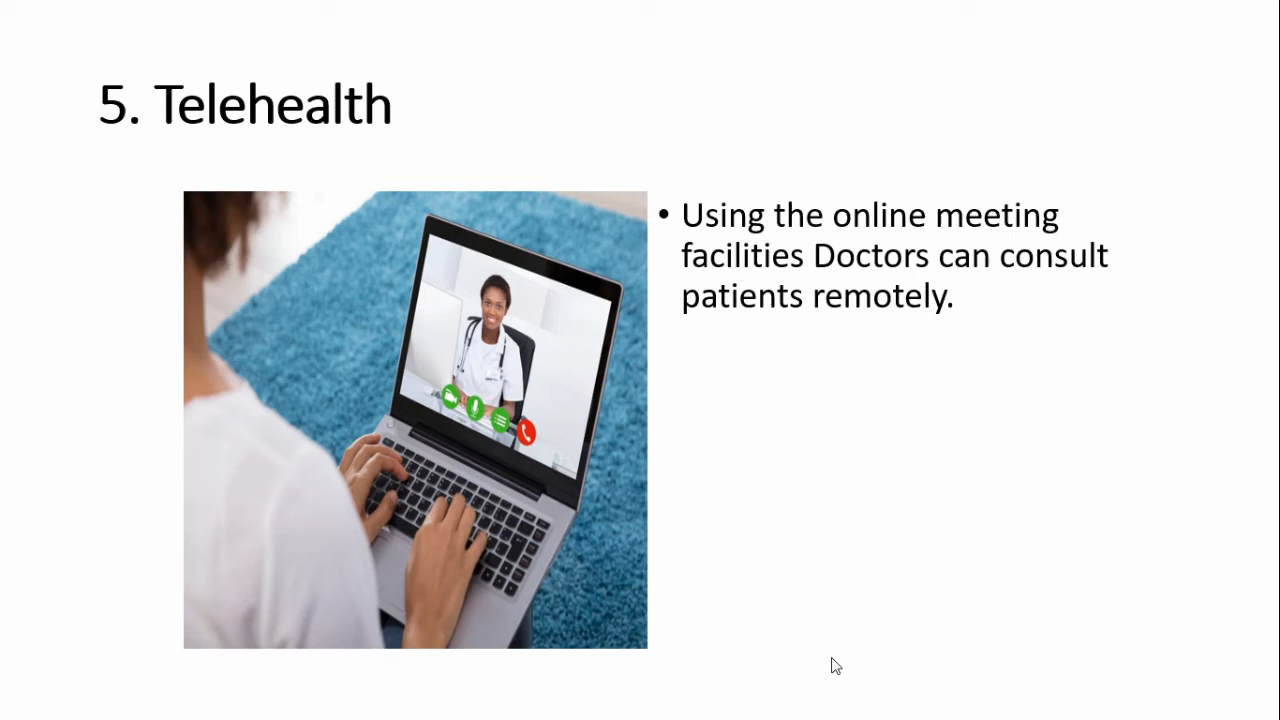 5. Telehealth
• Using the online meeting
facilities Doctors can consult
patients remotely.